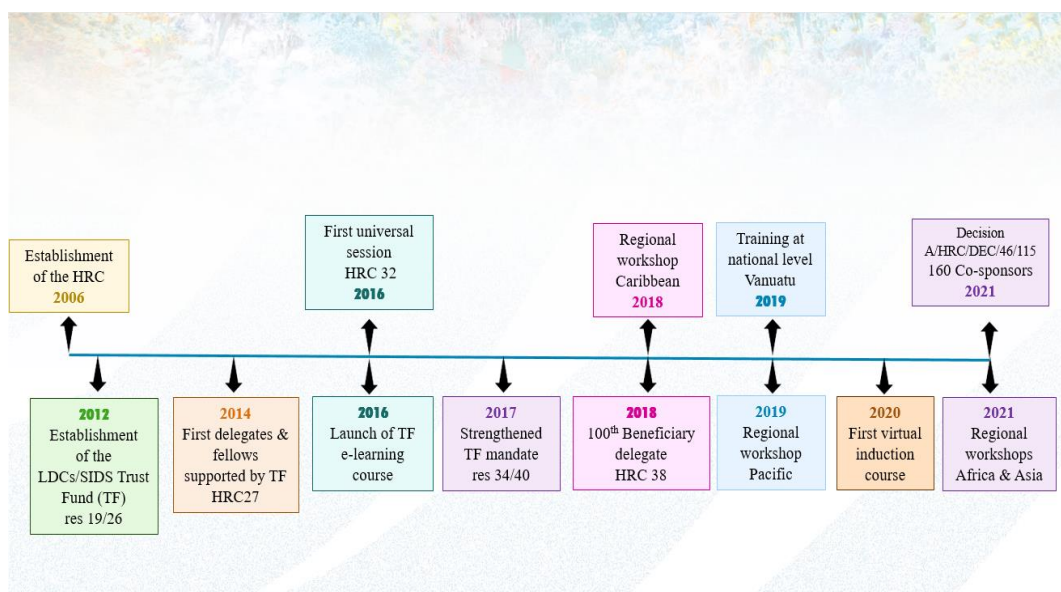 Establishment
of the HRC
2006
First universal
session
HRC 32
2016
Regional
workshop
Caribbean
2018
Training at
national level
Vanuatu
2019
Decision
A/HRC/DEC/46/115
160 Co-sponsors
2021
2012
Establishment
of the
LDCs/SIDS Trust
Fund (TF)
res 19/26
2014
First delegates &
fellows
supported by TF
HRC27
2016
Launch of TF
e-learning
course
2017
Strengthened
TF mandate
res 34/40
2018
100th Beneficiary
delegate
HRC 38
2019
Regional
workshop
Pacific
2020
First virtual
induction
course
2021
Regional
workshops
Africa & Asia